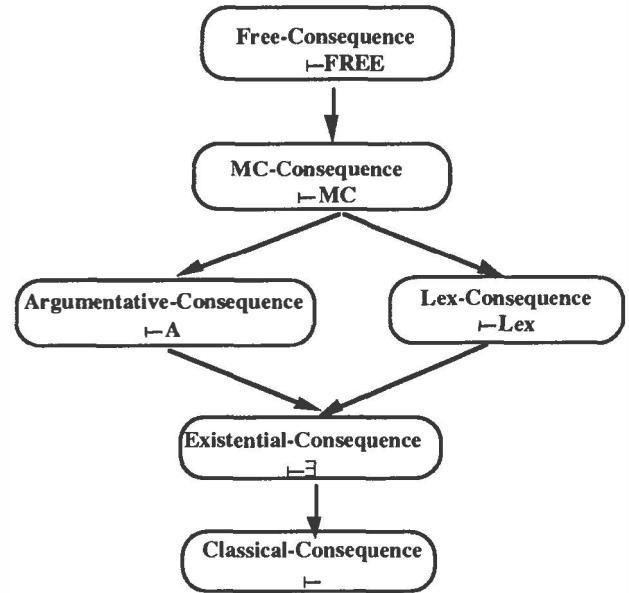 Free-Consequence
⊢FREE
MC-Consequence
⊢MC
Argumentative-Consequence
⊢A
Lex-Consequence
⊢Lex
Existential-Consequence
⊢∃
Classical-Consequence
⊢